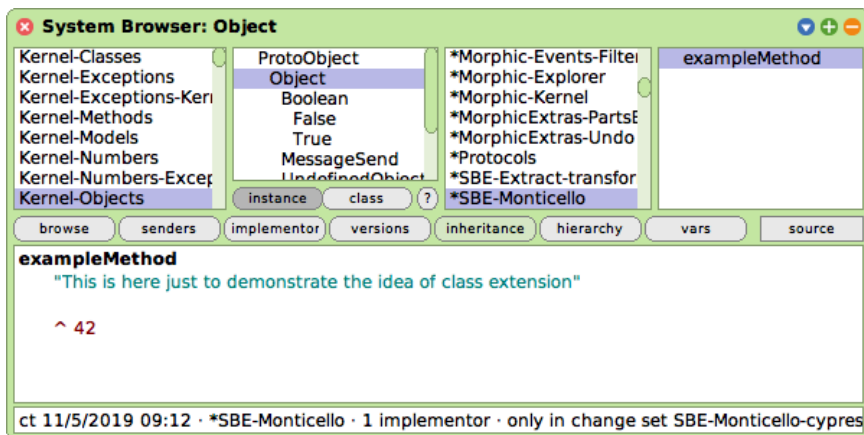 System Browser: Object
Kernel-Classes
Kernel-Exceptions
Kernel-Exceptions-Kerr
Kernel-Methods
Kernel-Models
Kernel-Numbers
Kernel-Numbers-Excep
Kernel-Objects
ProtoObject
Object
Boolean
False
True
MessageSend
UndefinedObject
instance class ?
*Morphic-Events-Filter
*Morphic-Explorer
*Morphic-Kernel
*MorphicExtras-PartsB
*MorphicExtras-Undo
*Protocols
*SBE-Extract-transfor
*SBE-Monticello
exampleMethod
browse senders implementor versions inheritance hierarchy vars source
exampleMethod
"This is here just to demonstrate the idea of class extension"
^ 42
ct 11/5/2019 09:12 · *SBE-Monticello · 1 implementor · only in change set SBE-Monticello-cypres